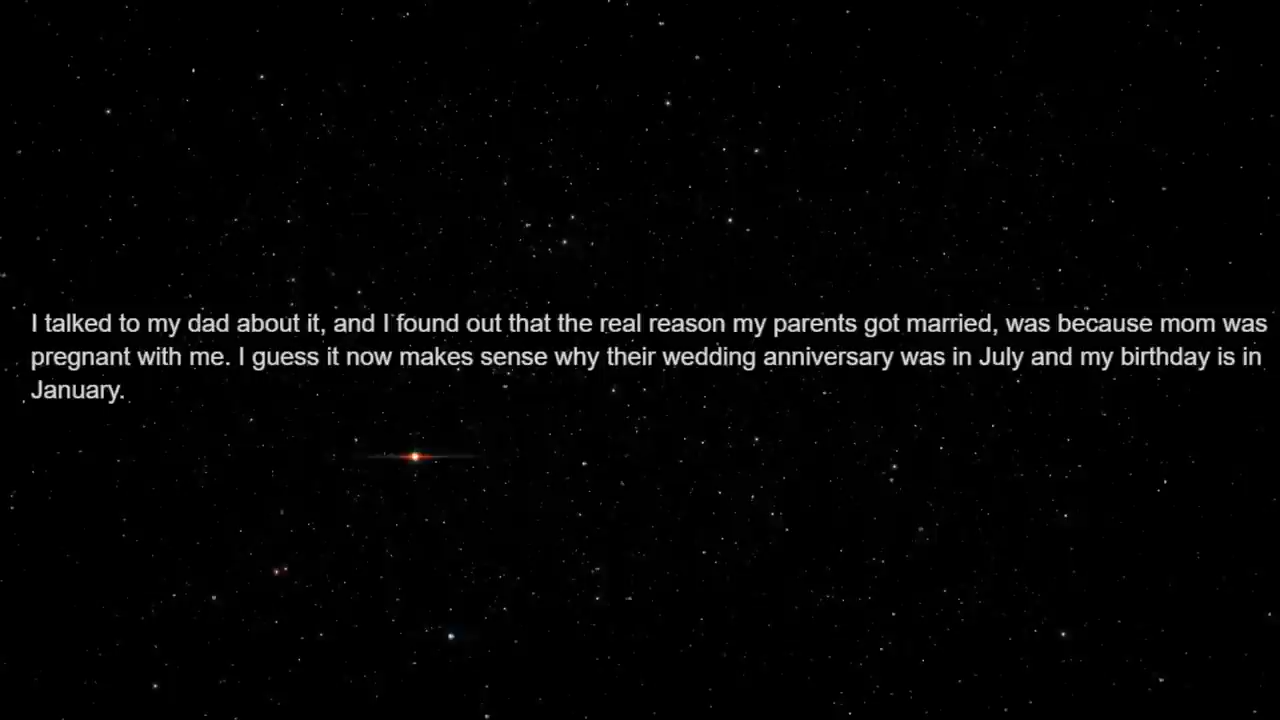 I talked to my dad about it, and I found out that the real reason my parents got married, was because mom was
pregnant with me. I guess it now makes sense why their wedding anniversary was in July and my birthday is in
January.